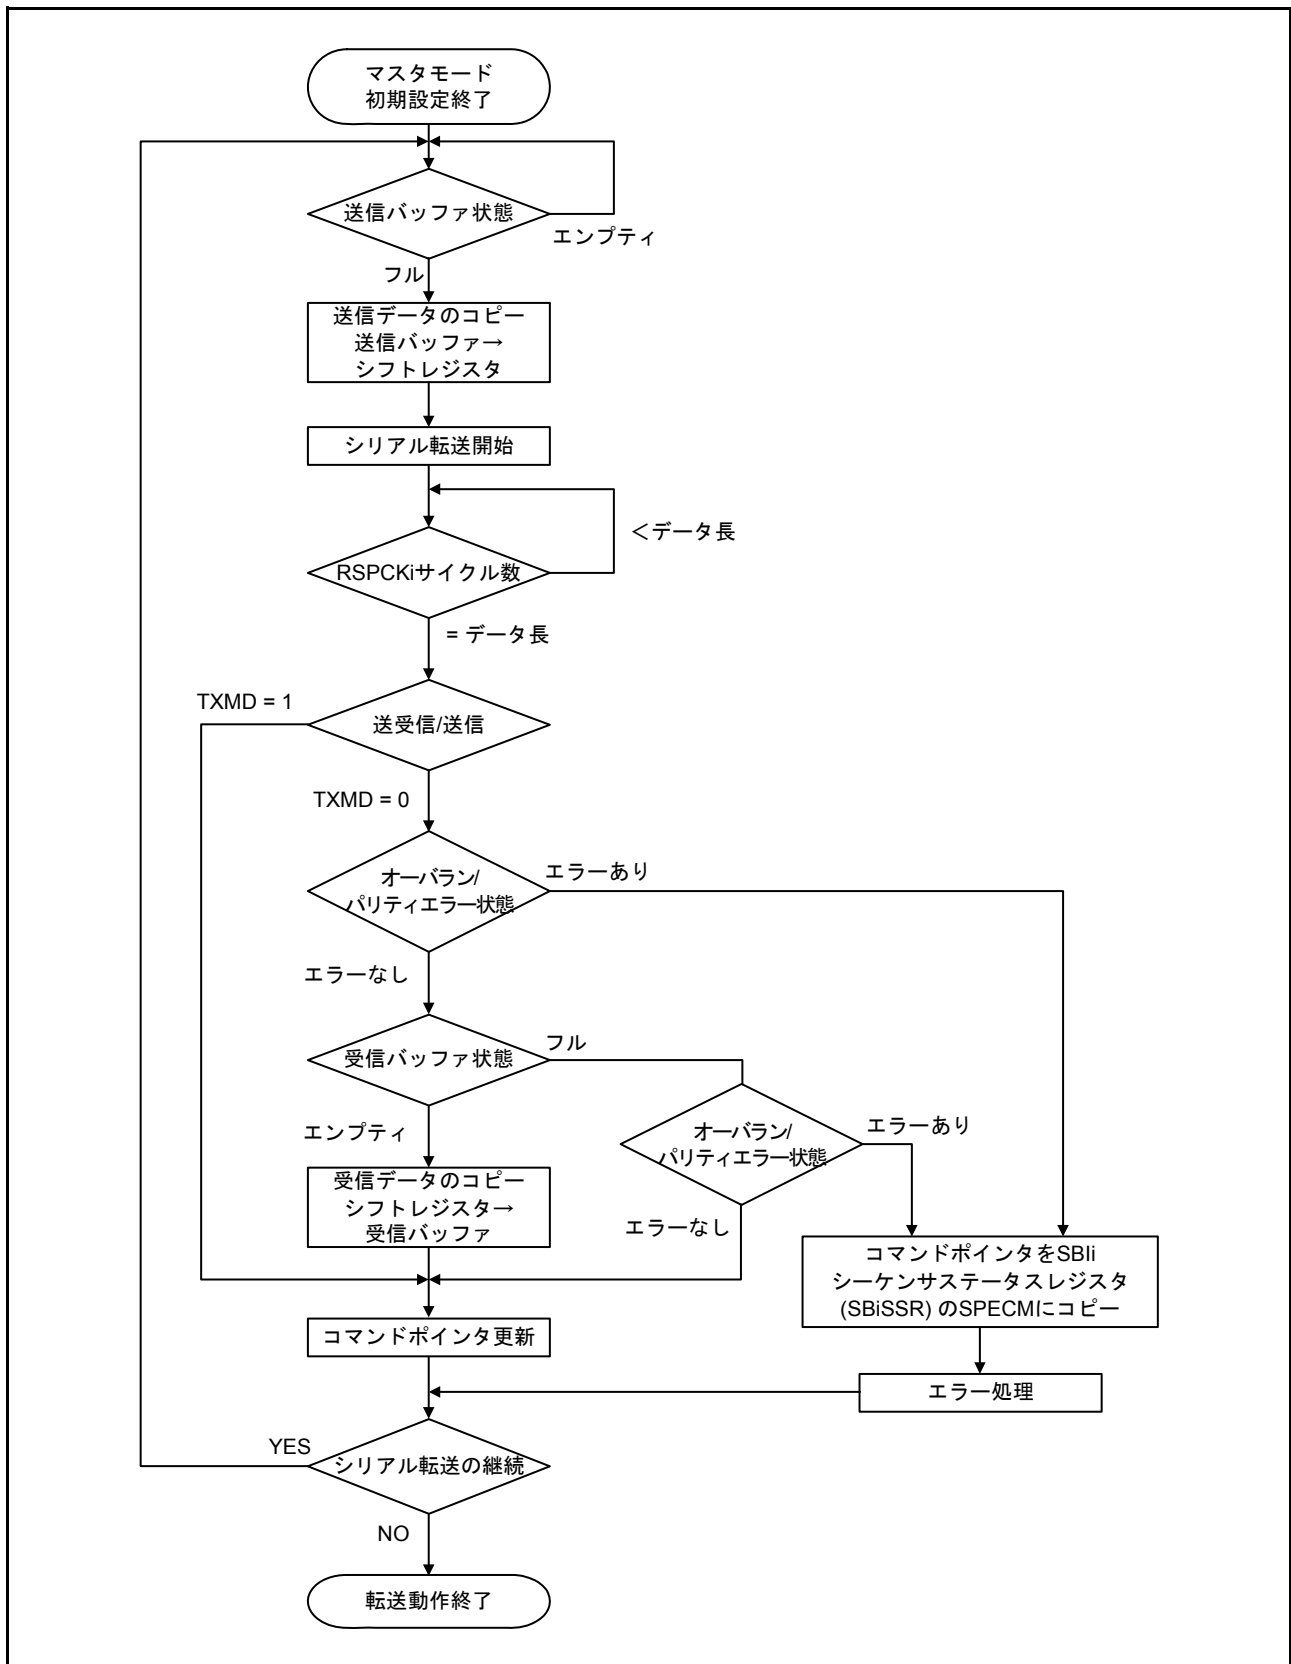 マスタモード
初期設定終了
送信バッファ状態
エンプティ
フル
送信データのコピー
送信バッファ→
シフトレジスタ
シリアル転送開始
<データ長
RSPCKiサイクル数
= データ長
TXMD = 1
送受信/送信
TXMD = 0
オーバラン/
パリティエラー状態
エラーあり
エラーなし
受信バッファ状態
フル
エンプティ
オーバラン/
パリティエラー状態
エラーあり
受信データのコピー
シフトレジスタ→
受信バッファ
エラーなし
コマンドポインタをSBIi
シーケンサステータスレジスタ
(SBiSSR) のSPECMにコピー
コマンドポインタ更新
エラー処理
YES
シリアル転送の継続
NO
転送動作終了